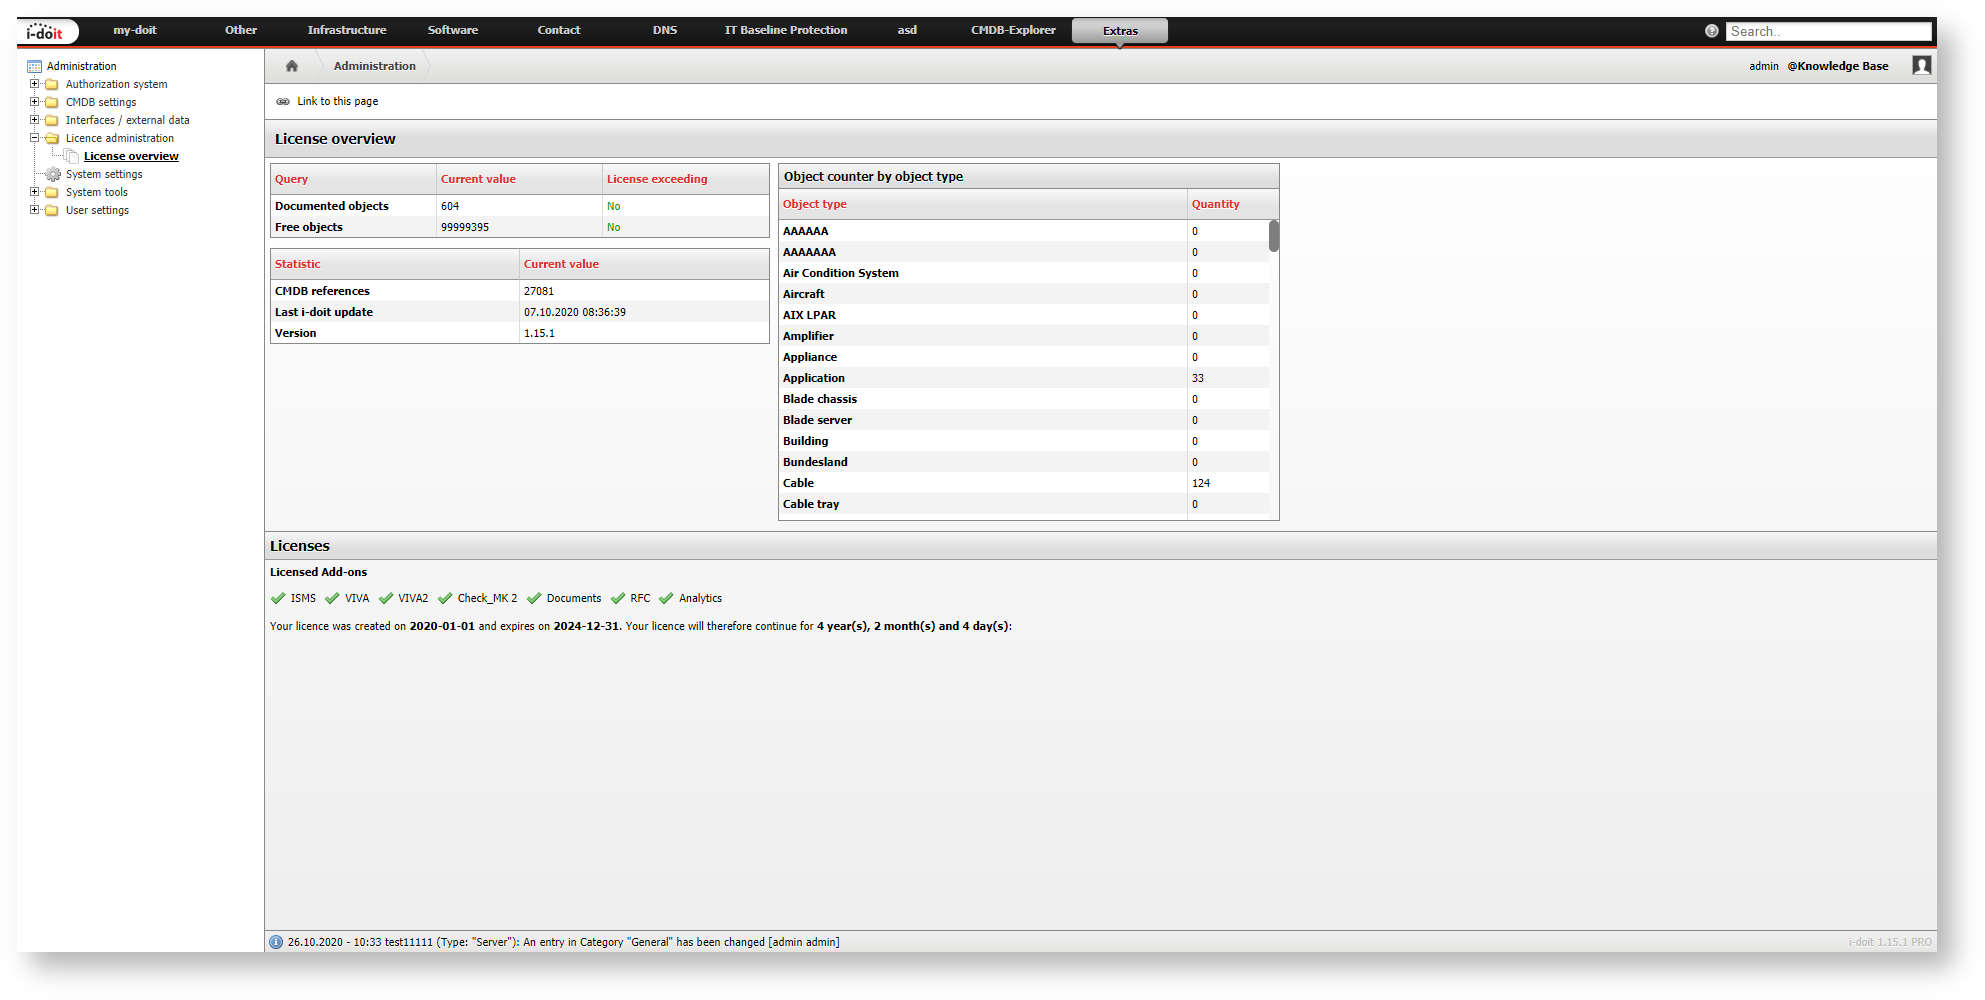 i-doit my-doit Other Infrastructure Software Contact DNS IT Baseline Protection asd CMDB-Explorer Extras Search..
Administration
Authorization system
CMDB settings
Interfaces / external data
Licence administration
License overview
System settings
System tools
User settings
Administration admin @Knowledge Base
Link to this page
License overview
Query Current value License exceeding
Documented objects 604 No
Free objects 99999395 No
Statistic Current value
CMDB references 27081
Last i-doit update 07.10.2020 08:36:39
Version 1.15.1
Object counter by object type
Object type Quantity
AAAAAA 0
AAAAAAA 0
Air Condition System 0
Aircraft 0
AIX LPAR 0
Amplifier 0
Appliance 0
Application 33
Blade chassis 0
Blade server 0
Building 0
Bundesland 0
Cable 124
Cable tray 0
Licenses
Licensed Add-ons
ISMS VIVA VIVA2 Check_MK 2 Documents RFC Analytics
Your licence was created on 2020-01-01 and expires on 2024-12-31. Your licence will therefore continue for 4 year(s), 2 month(s) and 4 day(s):
26.10.2020 - 10:33 test11111 (Type: "Server"): An entry in Category "General" has been changed [admin admin]
i-doit 1.15.1 PRO